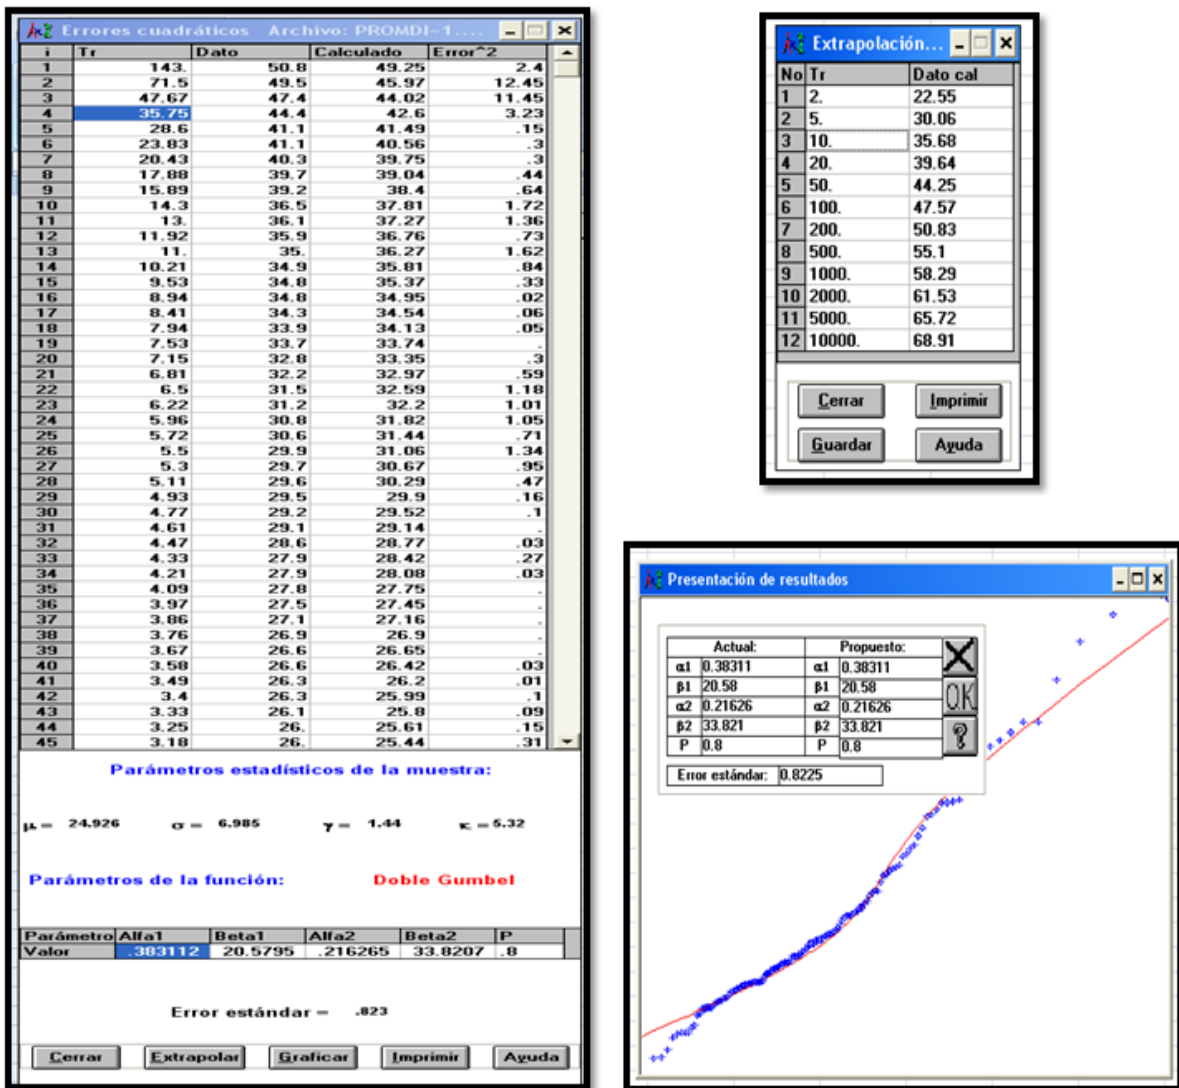 Errores cuadráticos Archivo: PROMDI~1....
i Tr Dato Calculado Error^2
1 143. 50.8 49.25 2.4
2 71.5 49.5 45.97 12.45
3 47.67 47.4 44.02 11.45
4 35.75 44.4 42.6 3.23
5 28.6 41.1 41.49 .15
6 23.83 41.1 40.56 .3
7 20.43 40.3 39.75 .3
8 17.88 39.7 39.04 .44
9 15.89 39.2 38.4 .64
10 14.3 36.5 37.81 1.72
11 13. 36.1 37.27 1.36
12 11.92 35.9 36.76 .73
13 11. 35. 36.27 1.62
14 10.21 34.9 35.81 .84
15 9.53 34.8 35.37 .33
16 8.94 34.8 34.95 .02
17 8.41 34.3 34.54 .06
18 7.94 33.9 34.13 .05
19 7.53 33.7 33.74 .
20 7.15 32.8 33.35 .3
21 6.81 32.2 32.97 .59
22 6.5 31.5 32.59 1.18
23 6.22 31.2 32.2 1.01
24 5.96 30.8 31.82 1.05
25 5.72 30.6 31.44 .71
26 5.5 29.9 31.06 1.34
27 5.3 29.7 30.67 .95
28 5.11 29.6 30.29 .47
29 4.93 29.5 29.9 .16
30 4.77 29.2 29.52 .1
31 4.61 29.1 29.14 .
32 4.47 28.6 28.77 .03
33 4.33 27.9 28.42 .27
34 4.21 27.9 28.08 .03
35 4.09 27.8 27.75 .
36 3.97 27.5 27.45 .
37 3.86 27.1 27.16 .
38 3.76 26.9 26.9 .
39 3.67 26.6 26.65 .
40 3.58 26.6 26.42 .03
41 3.49 26.3 26.2 .01
42 3.4 26.3 25.99 .1
43 3.33 26.1 25.8 .09
44 3.25 26. 25.61 .15
45 3.18 26. 25.44 .31
Parámetros estadísticos de la muestra:
μ = 24.926 σ = 6.985 γ = 1.44 κ = 5.32
Parámetros de la función: Doble Gumbel
Parámetro Alfa1 Beta1 Alfa2 Beta2 P
Valor .383112 20.5795 .216265 33.8207 .8
Error estándar = .823
Cerrar Extrapolar Graficar Imprimir Ayuda
Extrapolación...
No Tr Dato cal
1 2. 22.55
2 5. 30.06
3 10. 35.68
4 20. 39.64
5 50. 44.25
6 100. 47.57
7 200. 50.83
8 500. 55.1
9 1000. 58.29
10 2000. 61.53
11 5000. 65.72
12 10000. 68.91
Cerrar Imprimir
Guardar Ayuda
Presentación de resultados
Actual: Propuesto:
α1 0.38311 α1 0.38311
β1 20.58 β1 20.58
α2 0.21626 α2 0.21626
β2 33.821 β2 33.821
P 0.8 P 0.8
OK
?
Error estándar: 0.8225